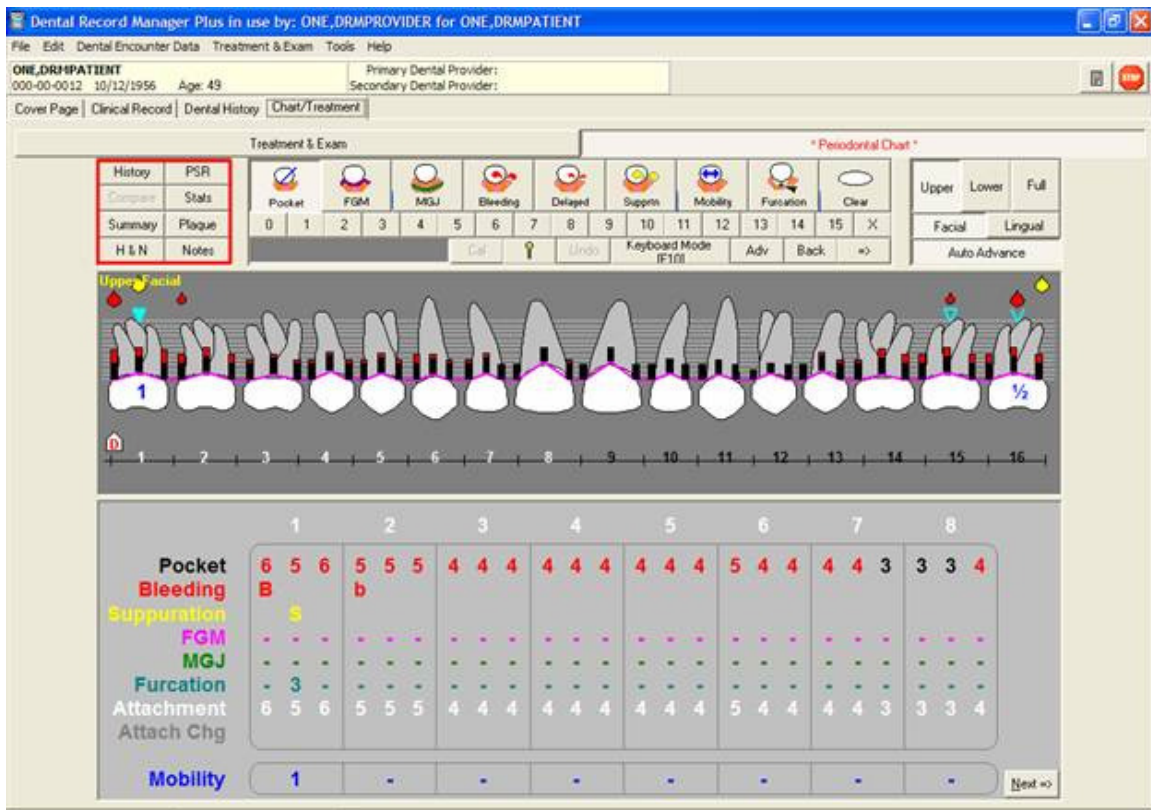 Dental Record Manager Plus in use by: ONE,DRMPROVIDER for ONE,DRMPATIENT
File Edit Dental Encounter Data Treatment & Exam Tools Help
ONE,DRMPATIENT Primary Dental Provider:
000-00-0012 10/12/1956 Age: 49 Secondary Dental Provider:
STOP
Cover Page Clinical Record Dental History Chart/Treatment
Treatment & Exam * Periodontal Chart *
History PSR
Compare Stats
Summary Plaque
H & N Notes
Pocket FGM MGJ Bleeding Delayed Supprtn Mobility Furcation Clear
0 1 2 3 4 5 6 7 8 9 10 11 12 13 14 15 X
Cal Undo Keyboard Mode [F10] Adv Back =>
Upper Lower Full
Facial Lingual
Auto Advance
Upper Facial
1 ½
D
1 2 3 4 5 6 7 8 9 10 11 12 13 14 15 16
1 2 3 4 5 6 7 8
Pocket 6 5 6 5 5 5 4 4 4 4 4 4 4 4 4 5 4 4 4 4 3 3 3 4
Bleeding B b
Suppuration S
FGM - - - - - - - - - - - - - - - - - - - - - - - -
MGJ - - - - - - - - - - - - - - - - - - - - - - - -
Furcation - 3 - - - - - - - - - - - - - - - - - - - - - -
Attachment 6 5 6 5 5 5 4 4 4 4 4 4 4 4 4 5 4 4 4 4 3 3 3 4
Attach Chg
Mobility 1 - - - - - - -
Next =>